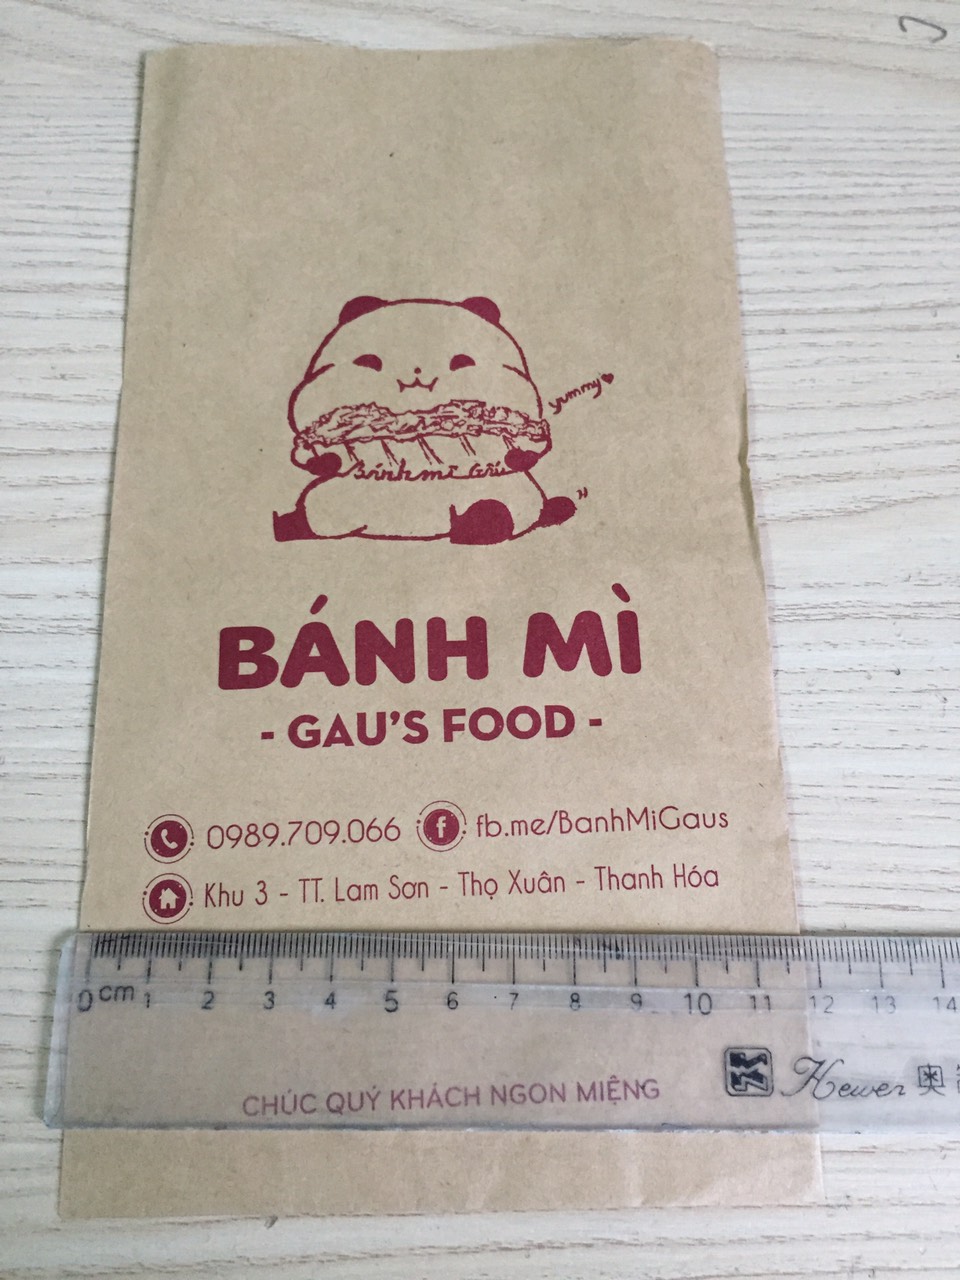 yummy
Bánh mì Gấu
BÁNH MÌ
- GAU'S FOOD -
0989.709.066 fb.me/BanhMiGaus
Khu 3 - TT. Lam Sơn - Thọ Xuân - Thanh Hóa
0 cm 1 2 3 4 5 6 7 8 9 10 11 12 13 14
Hewen
CHÚC QUÝ KHÁCH NGON MIỆNG